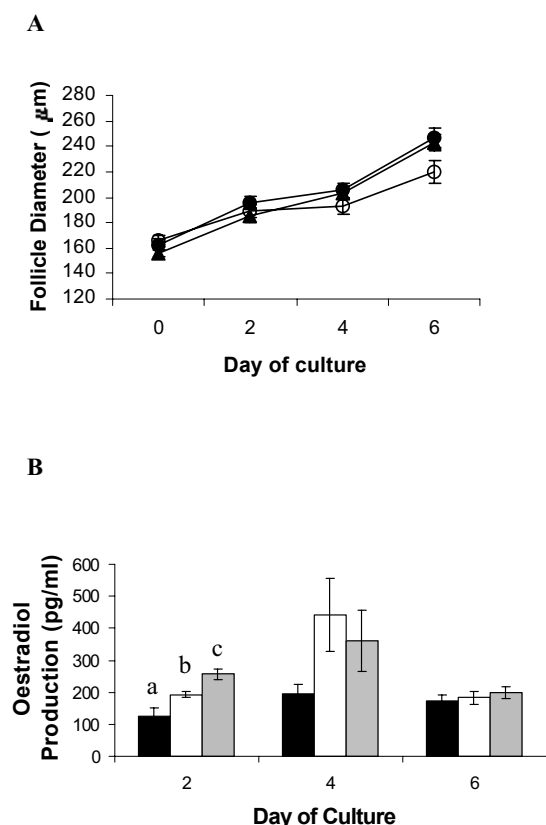 A
Follicle Diameter ( μm)
280
260
240
220
200
180
160
140
120
0 2 4 6
Day of culture
B
Oestradiol
Production (pg/ml)
600
500
400
300
200
100
0
a b c
2 4 6
Day of Culture